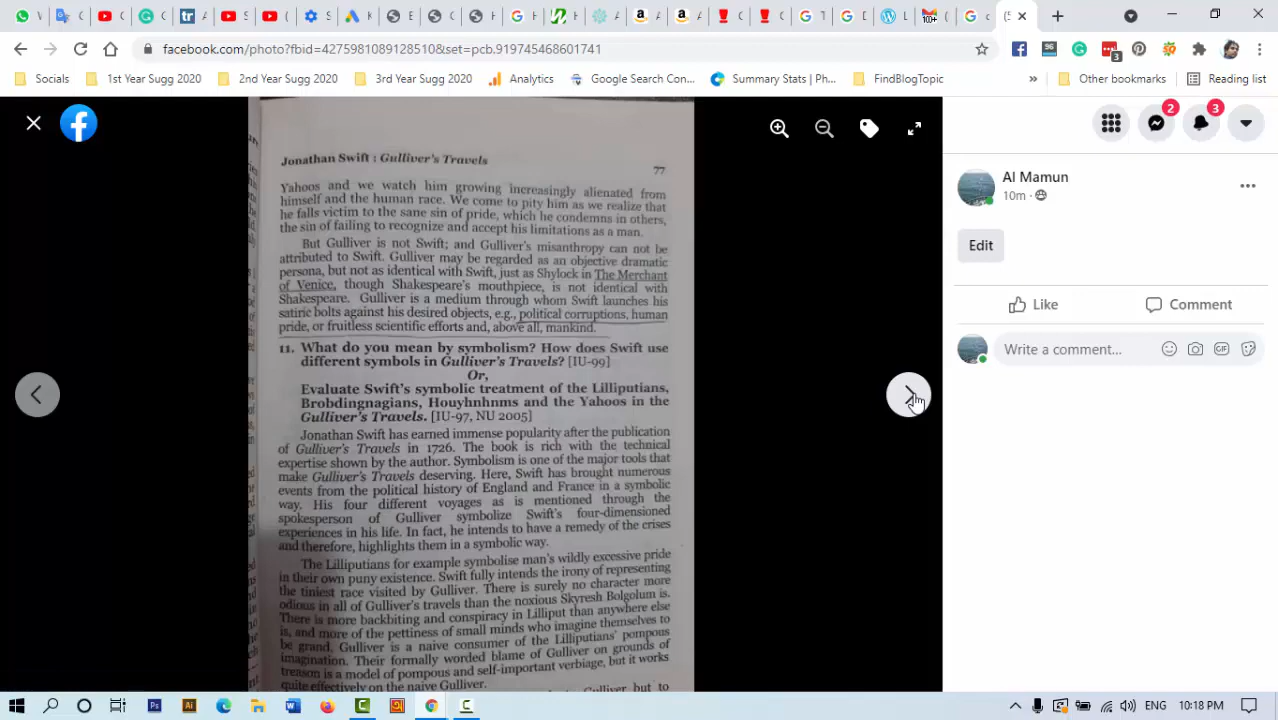 facebook.com/photo?fbid=4275981089128510&set=pcb.919745468601741
Socials
1st Year Sugg 2020
2nd Year Sugg 2020
3rd Year Sugg 2020
Analytics
Google Search Con...
Summary Stats | Ph...
FindBlogTopic
»
Other bookmarks
Reading list
Jonathan Swift : Gulliver's Travels
77
Yahoos and we watch him growing increasingly alienated from
himself and the human race. We come to pity him as we realize that
he falls victim to the sane sin of pride, which he condemns in others,
the sin of failing to recognize and accept his limitations as a man.
But Gulliver is not Swift; and Gulliver's misanthropy can not be
attributed to Swift. Gulliver may be regarded as an objective dramatic
persona, but not as identical with Swift, just as Shylock in The Merchant
of Venice, though Shakespeare's mouthpiece, is not identical with
Shakespeare. Gulliver is a medium through whom Swift launches his
satiric bolts against his desired objects, e.g., political corruptions, human
pride, or fruitless scientific efforts and, above all, mankind.
11. What do you mean by symbolism? How does Swift use
different symbols in Gulliver's Travels? [IU-99]
Or,
Evaluate Swift's symbolic treatment of the Lilliputians,
Brobdingnagians, Houyhnhnms and the Yahoos in the
Gulliver's Travels. [IU-97, NU 2005]
Jonathan Swift has earned immense popularity after the publication
of Gulliver's Travels in 1726. The book is rich with the technical
expertise shown by the author. Symbolism is one of the major tools that
make Gulliver's Travels deserving. Here, Swift has brought numerous
events from the political history of England and France in a symbolic
way. His four different voyages as is mentioned through the
spokesperson of Gulliver symbolize Swift's four-dimensioned
experiences in his life. In fact, he intends to have a remedy of the crises
and therefore, highlights them in a symbolic way.
The Lilliputians for example symbolise man's wildly excessive pride
in their own puny existence. Swift fully intends the irony of representing
the tiniest race visited by Gulliver. There is surely no character more
odious in all of Gulliver's travels than the noxious Skyresh Bolgolum is.
There is more backbiting and conspiracy in Lilliput than anywhere else
is, and more of the pettiness of small minds who imagine themselves to
be grand. Gulliver is a naive consumer of the Lilliputians' pompous
imagination. Their formally worded blame of Gulliver on grounds of
treason is a model of pompous and self-important verbiage, but it works
quite effectively on the naive Gulliver.
Gulliver but to
2
3
Al Mamun
10m
Edit
Like
Comment
Write a comment...
GIF
ENG
10:18 PM